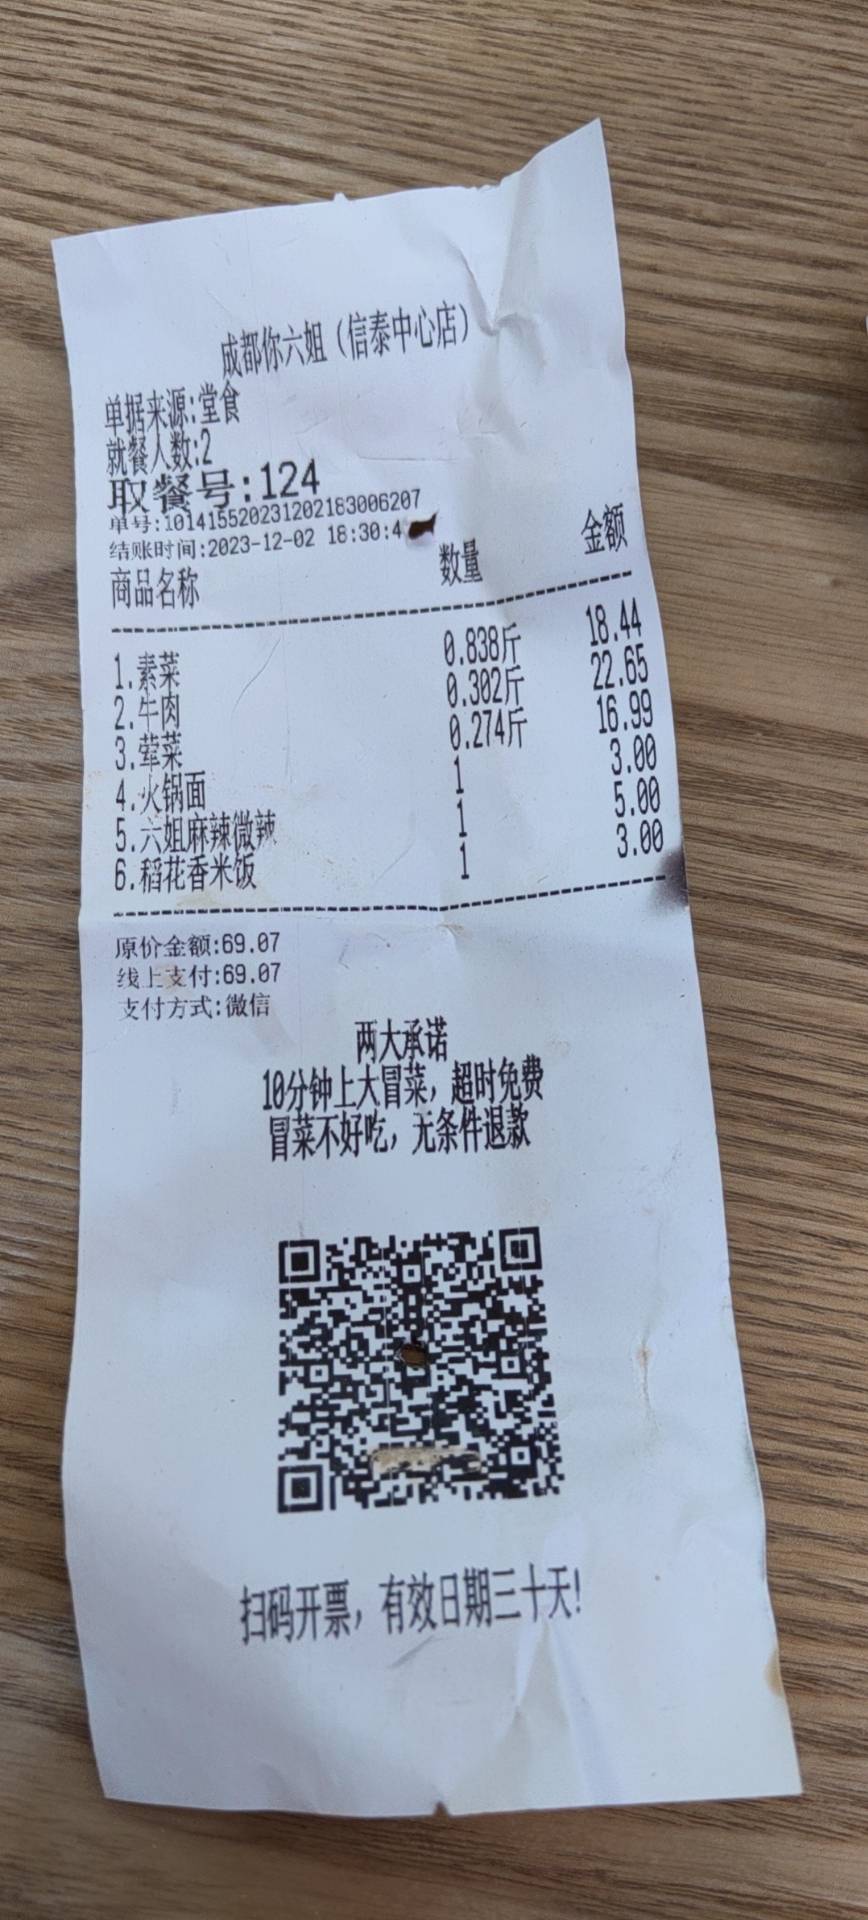 成都你六姐（信泰中心店）
单据来源:堂食
就餐人数:2
取餐号:124
单号:101415520231202183006207
结账时间:2023-12-02 18:30:4
商品名称 数量 金额
1.素菜 0.838斤 18.44
2.牛肉 0.302斤 22.65
3.荤菜 0.274斤 16.99
4.火锅面 1 3.00
5.六姐麻辣微辣 1 5.00
6.稻花香米饭 1 3.00
原价金额:69.07
线上支付:69.07
支付方式:微信
两大承诺
10分钟上大冒菜，超时免费
冒菜不好吃，无条件退款
扫码开票，有效日期三十天!